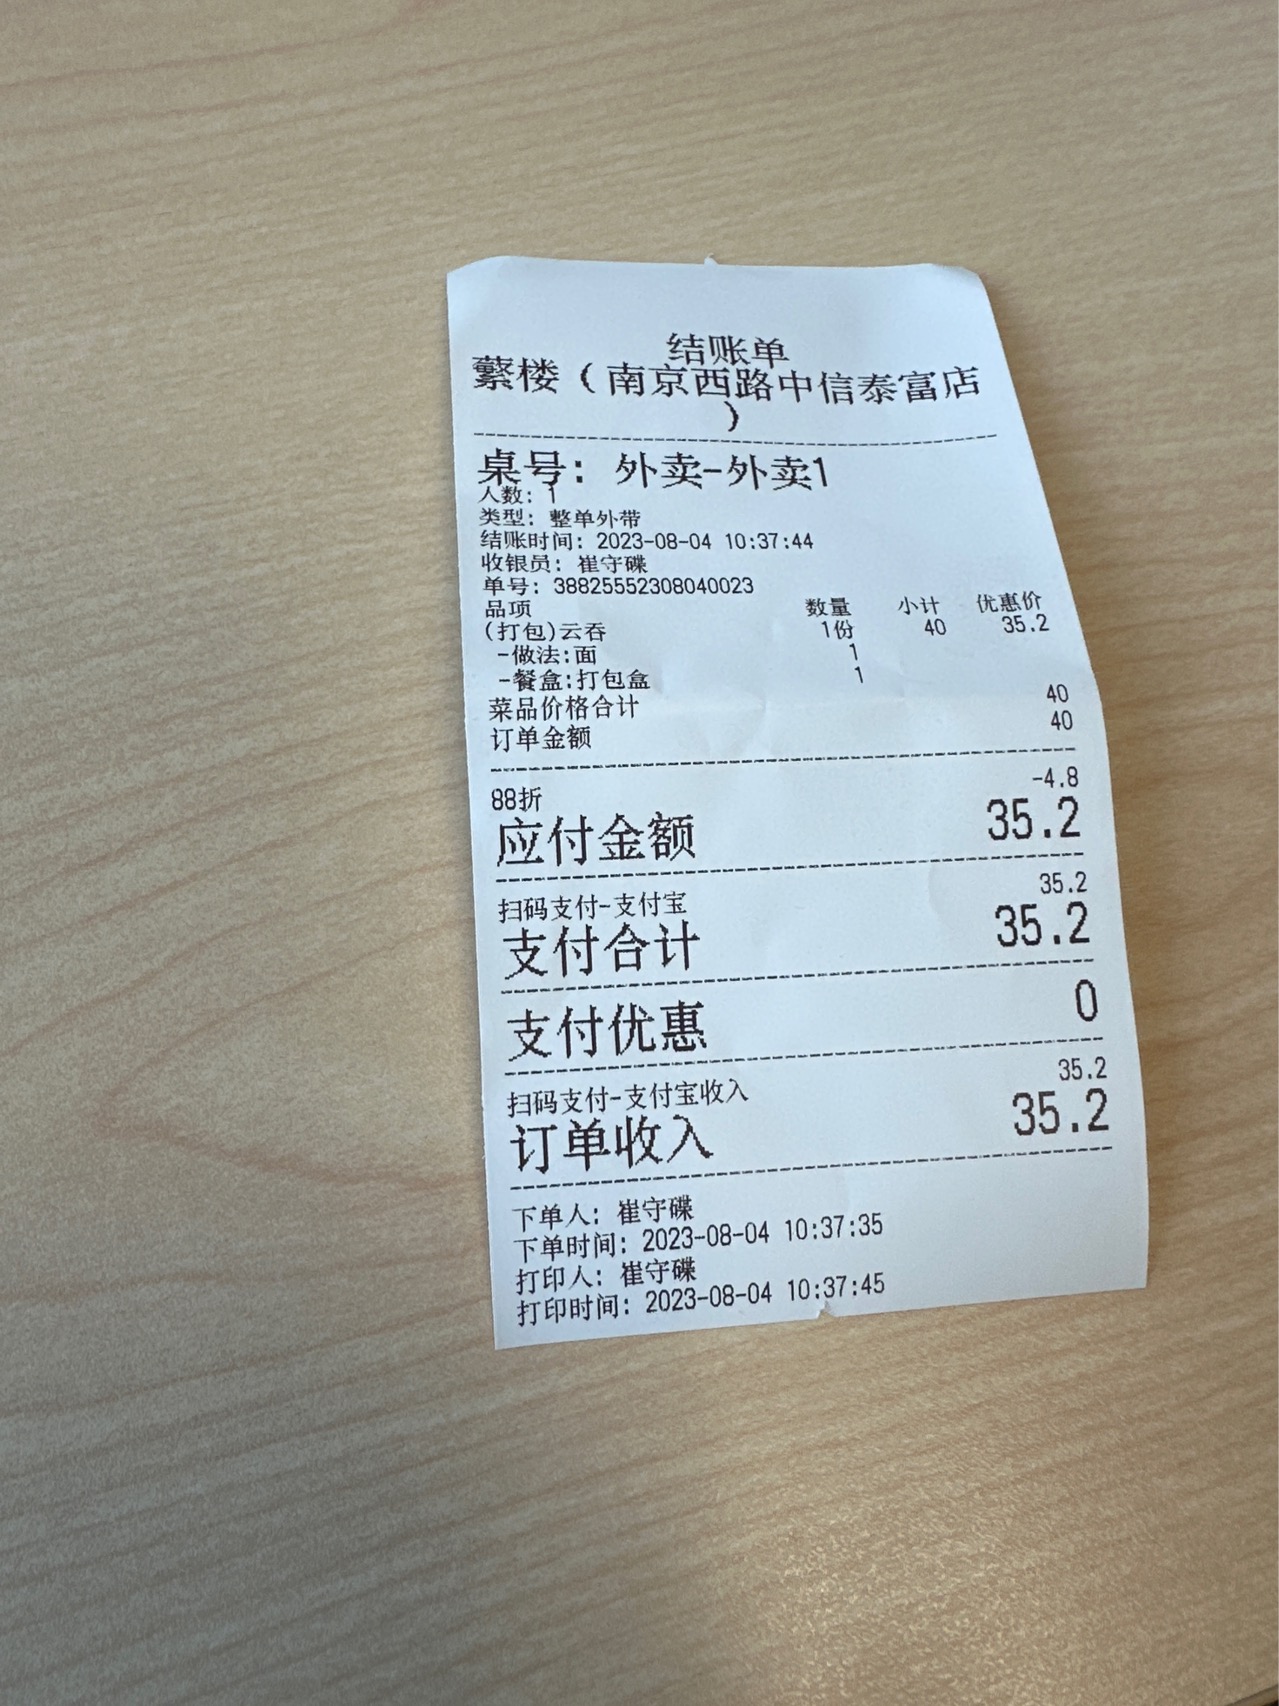 结账单
蘩楼（南京西路中信泰富店
）
桌号: 外卖-外卖1
人数: 1
类型: 整单外带
结账时间: 2023-08-04 10:37:44
收银员: 崔守碟
单号: 38825552308040023
品项 数量 小计 优惠价
(打包)云吞 1份 40 35.2
-做法:面 1
-餐盒:打包盒 1
菜品价格合计 40
订单金额 40
88折 -4.8
应付金额 35.2
扫码支付-支付宝 35.2
支付合计 35.2
支付优惠 0
扫码支付-支付宝收入 35.2
订单收入 35.2
下单人: 崔守碟
下单时间: 2023-08-04 10:37:35
打印人: 崔守碟
打印时间: 2023-08-04 10:37:45